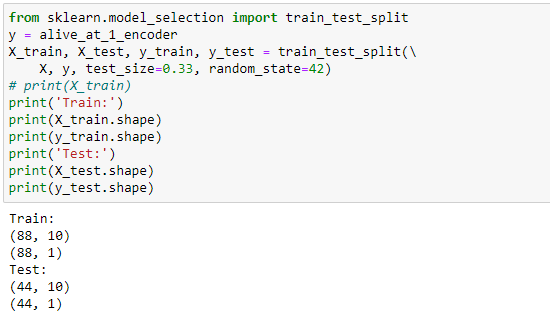 from sklearn.model_selection import train_test_split
y = alive_at_1_encoder
X_train, X_test, y_train, y_test = train_test_split(\
    X, y, test_size=0.33, random_state=42)
# print(X_train)
print('Train:')
print(X_train.shape)
print(y_train.shape)
print('Test:')
print(X_test.shape)
print(y_test.shape)
Train:
(88, 10)
(88, 1)
Test:
(44, 10)
(44, 1)